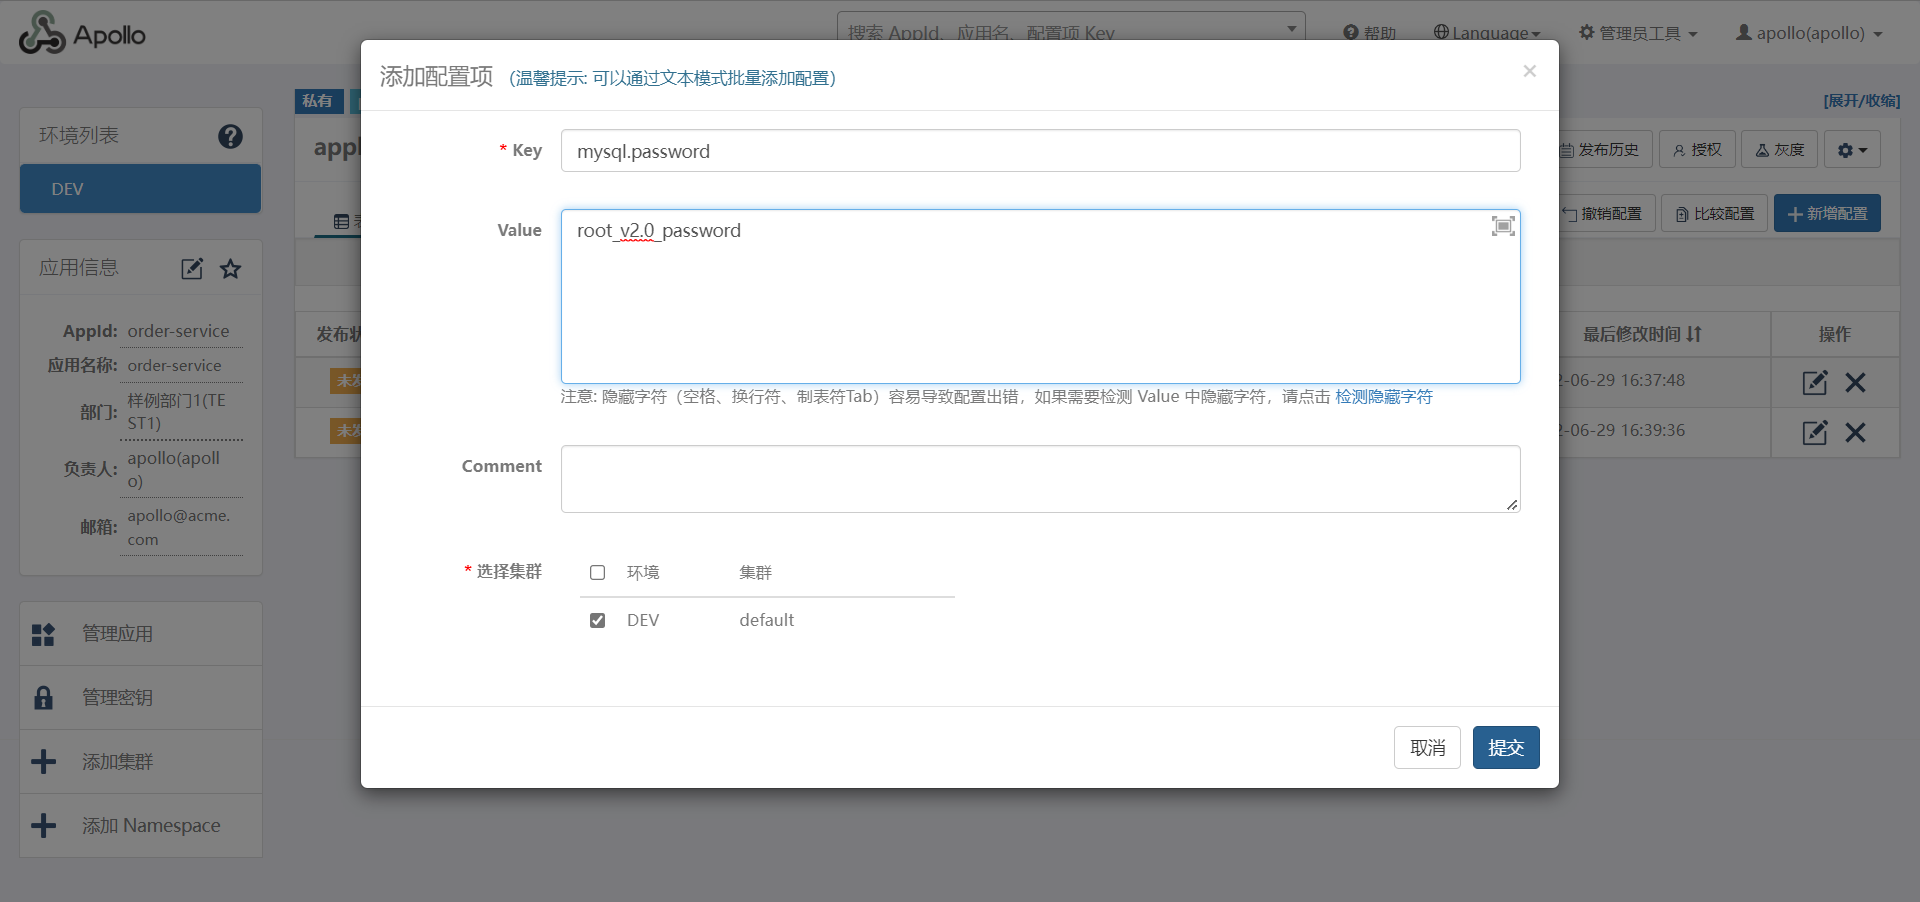 Apollo
搜索 AppId、应用名、配置项 Key
帮助
Language
管理员工具
apollo(apollo)
环境列表
DEV
应用信息
AppId: order-service
应用名称: order-service
部门: 样例部门1(TE
ST1)
负责人: apollo(apoll
o)
邮箱: apollo@acme.
com
管理应用
管理密钥
添加集群
添加 Namespace
私有
[展开/收缩]
appl
发布历史
授权
灰度
撤销配置
比较配置
新增配置
发布状
最后修改时间
操作
未发
-06-29 16:37:48
未发
-06-29 16:39:36
添加配置项 (温馨提示: 可以通过文本模式批量添加配置)
×
* Key
mysql.password
Value
root_v2.0_password
注意: 隐藏字符（空格、换行符、制表符Tab）容易导致配置出错，如果需要检测 Value 中隐藏字符，请点击 检测隐藏字符
Comment
* 选择集群
环境 集群
DEV default
取消
提交